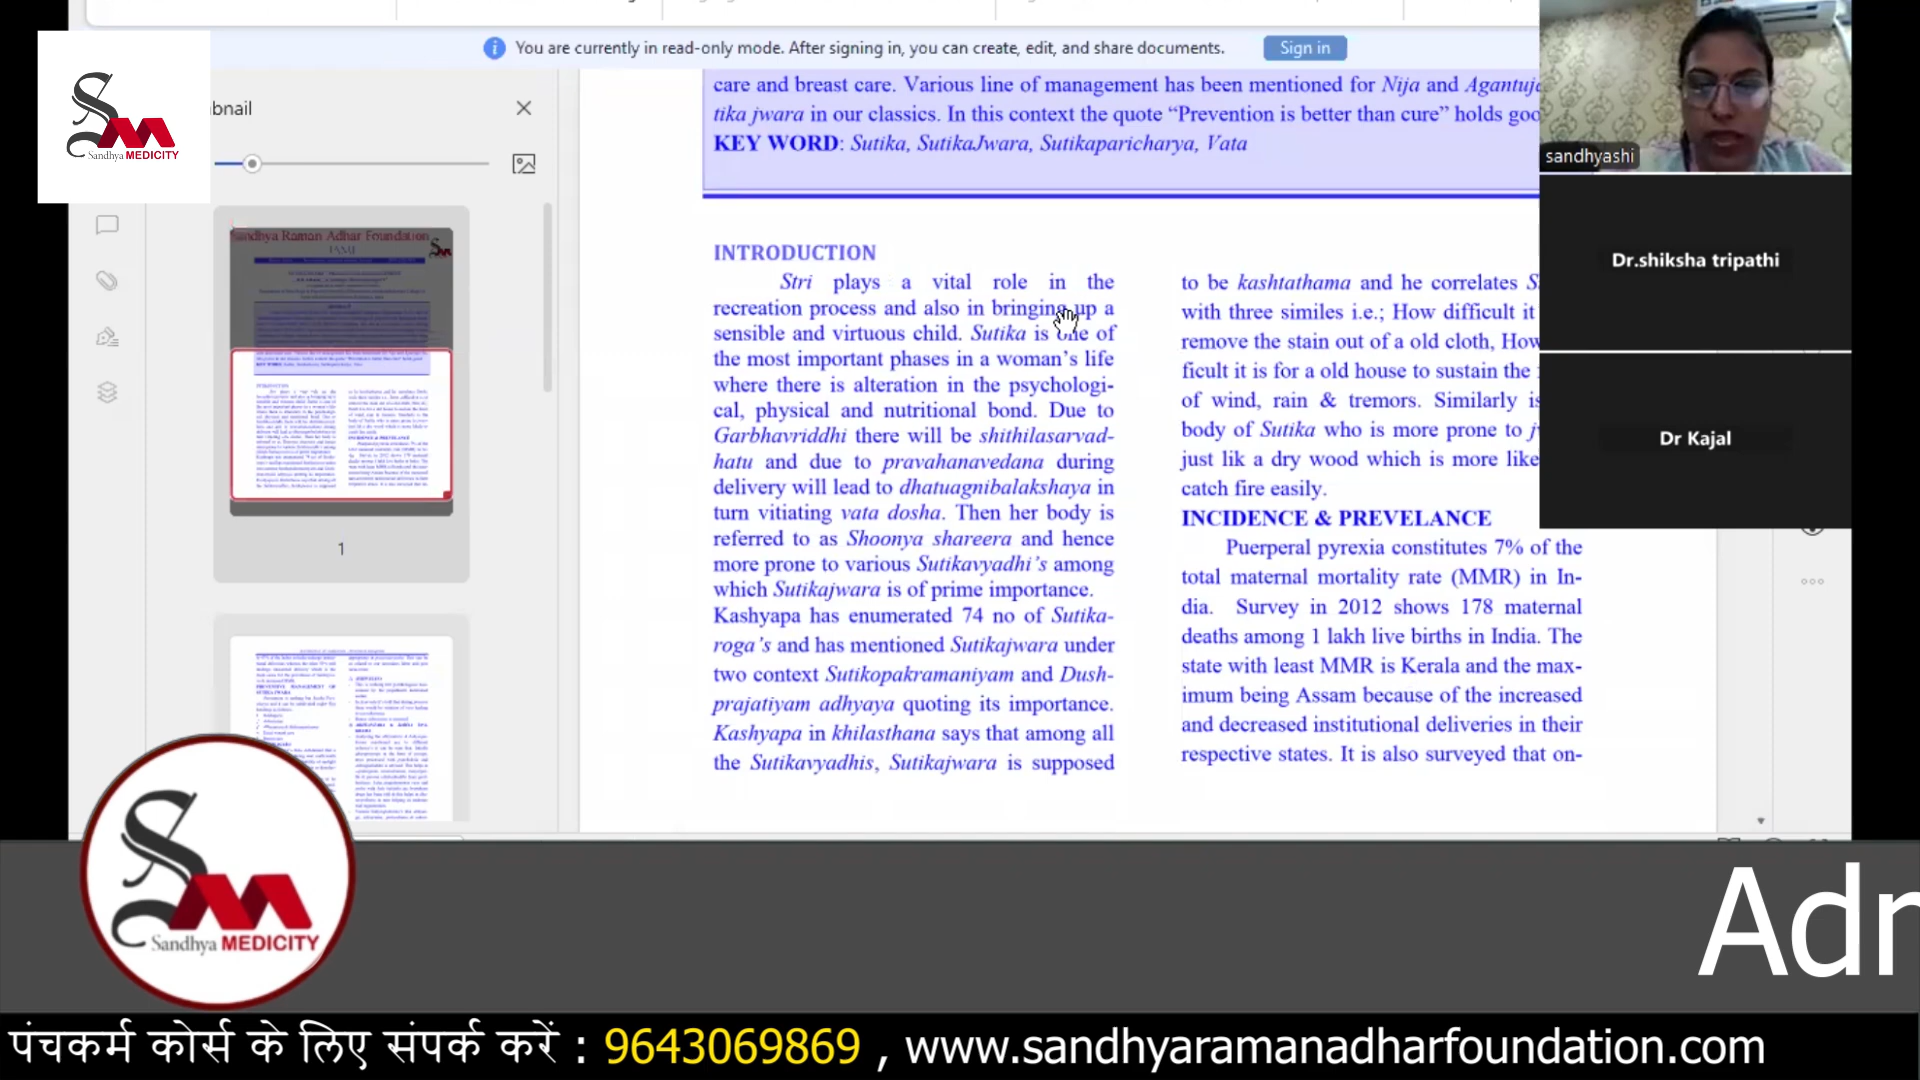 You are currently in read-only mode. After signing in, you can create, edit, and share documents.
Sign in
Sandhya MEDICITY
bnail
care and breast care. Various line of management has been mentioned for Nija and Agantuja
tika jwara in our classics. In this context the quote “Prevention is better than cure” holds goo
KEY WORD: Sutika, SutikaJwara, Sutikaparicharya, Vata
sandhyashi
Dr.shiksha tripathi
Dr Kajal
Sandhya Raman Adhar Foundation
1
INTRODUCTION
Stri plays a vital role in the
recreation process and also in bringing up a
sensible and virtuous child. Sutika is one of
the most important phases in a woman’s life
where there is alteration in the psychologi-
cal, physical and nutritional bond. Due to
Garbhavriddhi there will be shithilasarvad-
hatu and due to pravahanavedana during
delivery will lead to dhatuagnibalakshaya in
turn vitiating vata dosha. Then her body is
referred to as Shoonya shareera and hence
more prone to various Sutikavyadhi’s among
which Sutikajwara is of prime importance.
Kashyapa has enumerated 74 no of Sutika-
roga’s and has mentioned Sutikajwara under
two context Sutikopakramaniyam and Dush-
prajatiyam adhyaya quoting its importance.
Kashyapa in khilasthana says that among all
the Sutikavyadhis, Sutikajwara is supposed
to be kashtathama and he correlates S
with three similes i.e.; How difficult it
remove the stain out of a old cloth, How
ficult it is for a old house to sustain the
of wind, rain & tremors. Similarly is
body of Sutika who is more prone to j
just lik a dry wood which is more like
catch fire easily.
INCIDENCE & PREVELANCE
Puerperal pyrexia constitutes 7% of the
total maternal mortality rate (MMR) in In-
dia. Survey in 2012 shows 178 maternal
deaths among 1 lakh live births in India. The
state with least MMR is Kerala and the max-
imum being Assam because of the increased
and decreased institutional deliveries in their
respective states. It is also surveyed that on-
Sandhya MEDICITY
Adr
पंचकर्म कोर्स के लिए संपर्क करें : 9643069869 , www.sandhyaramanadharfoundation.com